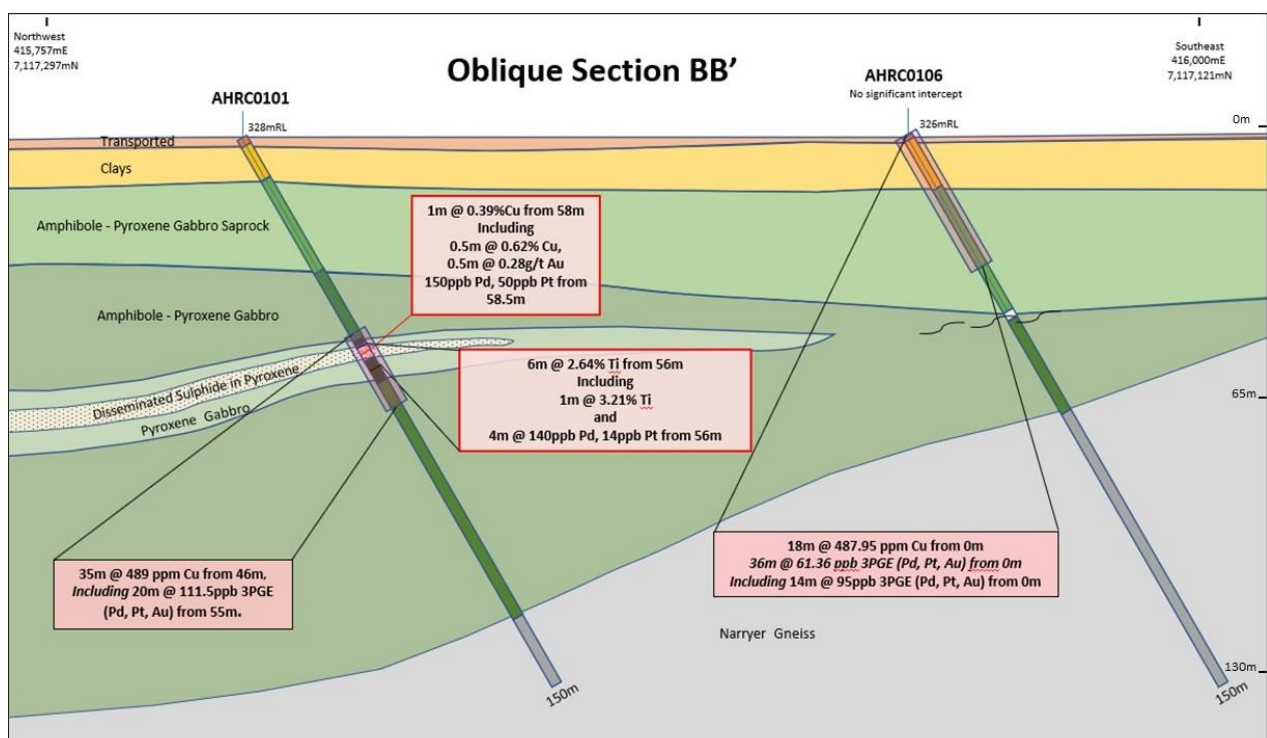 Northwest
415,757mE
7,117,297mN
Oblique Section BB’
Southeast
416,000mE
7,117,121mN
AHRC0101
AHRC0106
No significant intercept
328mRL
326mRL
0m
Transported
Clays
Amphibole - Pyroxene Gabbro Saprock
1m @ 0.39%Cu from 58m
Including
0.5m @ 0.62% Cu,
0.5m @ 0.28g/t Au
150ppb Pd, 50ppb Pt from
58.5m
Amphibole - Pyroxene Gabbro
6m @ 2.64% Ti from 56m
Including
1m @ 3.21% Ti
and
4m @ 140ppb Pd, 14ppb Pt from 56m
Disseminated Sulphide in Pyroxene
Pyroxene Gabbro
65m
35m @ 489 ppm Cu from 46m,
Including 20m @ 111.5ppb 3PGE
(Pd, Pt, Au) from 55m.
18m @ 487.95 ppm Cu from 0m
36m @ 61.36 ppb 3PGE (Pd, Pt, Au) from 0m
Including 14m @ 95ppb 3PGE (Pd, Pt, Au) from 0m
Narryer Gneiss
130m
150m
150m